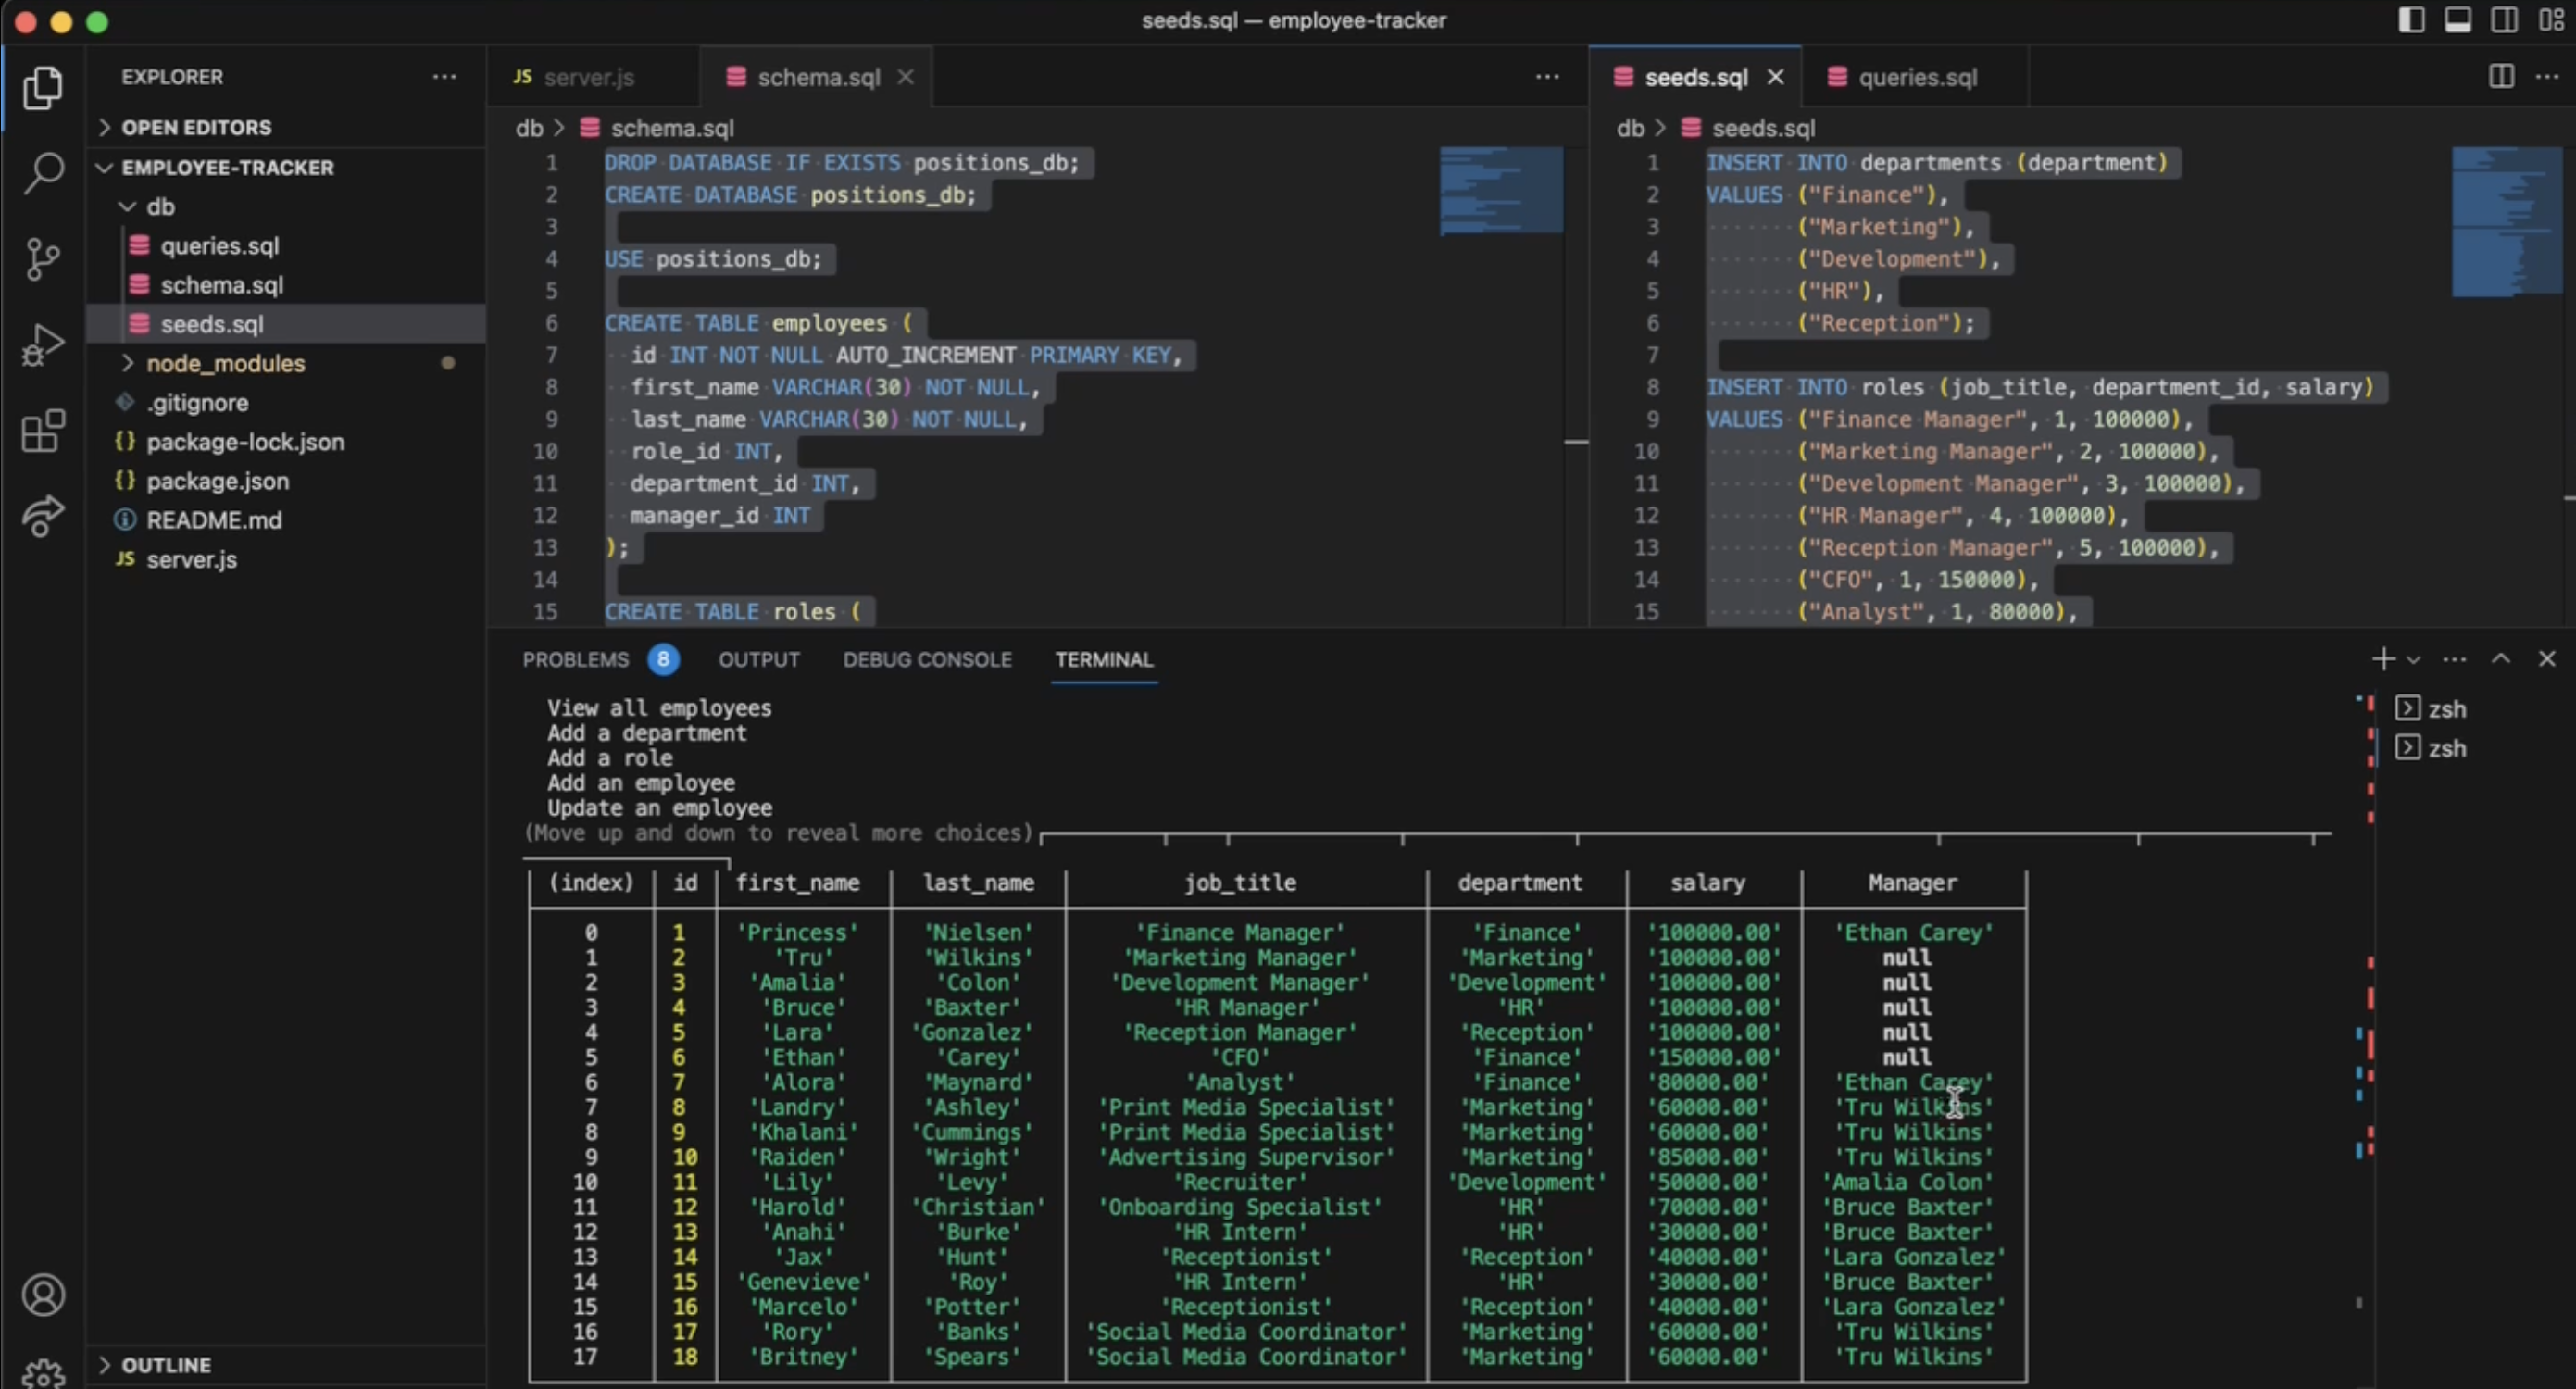 seeds.sql — employee-tracker
EXPLORER
OPEN EDITORS
EMPLOYEE-TRACKER
db
queries.sql
schema.sql
seeds.sql
node_modules
.gitignore
{} package-lock.json
{} package.json
README.md
JS server.js
OUTLINE
JS server.js
schema.sql
db > schema.sql
1 DROP DATABASE IF EXISTS positions_db;
2 CREATE DATABASE positions_db;
3
4 USE positions_db;
5
6 CREATE TABLE employees (
7 id INT NOT NULL AUTO_INCREMENT PRIMARY KEY,
8 first_name VARCHAR(30) NOT NULL,
9 last_name VARCHAR(30) NOT NULL,
10 role_id INT,
11 department_id INT,
12 manager_id INT
13 );
14
15 CREATE TABLE roles (
seeds.sql
queries.sql
db > seeds.sql
1 INSERT INTO departments (department)
2 VALUES ("Finance"),
3 ("Marketing"),
4 ("Development"),
5 ("HR"),
6 ("Reception");
7
8 INSERT INTO roles (job_title, department_id, salary)
9 VALUES ("Finance Manager", 1, 100000),
10 ("Marketing Manager", 2, 100000),
11 ("Development Manager", 3, 100000),
12 ("HR Manager", 4, 100000),
13 ("Reception Manager", 5, 100000),
14 ("CFO", 1, 150000),
15 ("Analyst", 1, 80000),
PROBLEMS 8 OUTPUT DEBUG CONSOLE TERMINAL
zsh
zsh
View all employees
Add a department
Add a role
Add an employee
Update an employee
(Move up and down to reveal more choices)
(index) id first_name last_name job_title department salary Manager
0 1 'Princess' 'Nielsen' 'Finance Manager' 'Finance' '100000.00' 'Ethan Carey'
1 2 'Tru' 'Wilkins' 'Marketing Manager' 'Marketing' '100000.00' null
2 3 'Amalia' 'Colon' 'Development Manager' 'Development' '100000.00' null
3 4 'Bruce' 'Baxter' 'HR Manager' 'HR' '100000.00' null
4 5 'Lara' 'Gonzalez' 'Reception Manager' 'Reception' '100000.00' null
5 6 'Ethan' 'Carey' 'CFO' 'Finance' '150000.00' null
6 7 'Alora' 'Maynard' 'Analyst' 'Finance' '80000.00' 'Ethan Carey'
7 8 'Landry' 'Ashley' 'Print Media Specialist' 'Marketing' '60000.00' 'Tru Wilkins'
8 9 'Khalani' 'Cummings' 'Print Media Specialist' 'Marketing' '60000.00' 'Tru Wilkins'
9 10 'Raiden' 'Wright' 'Advertising Supervisor' 'Marketing' '85000.00' 'Tru Wilkins'
10 11 'Lily' 'Levy' 'Recruiter' 'Development' '50000.00' 'Amalia Colon'
11 12 'Harold' 'Christian' 'Onboarding Specialist' 'HR' '70000.00' 'Bruce Baxter'
12 13 'Anahi' 'Burke' 'HR Intern' 'HR' '30000.00' 'Bruce Baxter'
13 14 'Jax' 'Hunt' 'Receptionist' 'Reception' '40000.00' 'Lara Gonzalez'
14 15 'Genevieve' 'Roy' 'HR Intern' 'HR' '30000.00' 'Bruce Baxter'
15 16 'Marcelo' 'Potter' 'Receptionist' 'Reception' '40000.00' 'Lara Gonzalez'
16 17 'Rory' 'Banks' 'Social Media Coordinator' 'Marketing' '60000.00' 'Tru Wilkins'
17 18 'Britney' 'Spears' 'Social Media Coordinator' 'Marketing' '60000.00' 'Tru Wilkins'